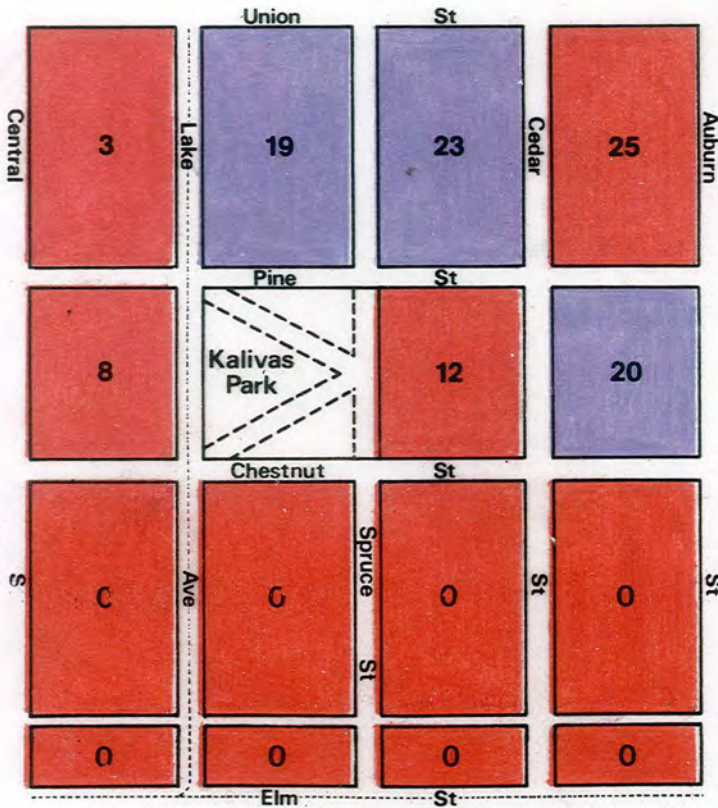 Union St
Central
3
Lake
19
23
Cedar
25
Auburn
Pine St
8
Kalivas
Park
12
20
Chestnut St
S
0
Ave
0
Spruce St
0
St
0
St
0
0
0
0
Elm St